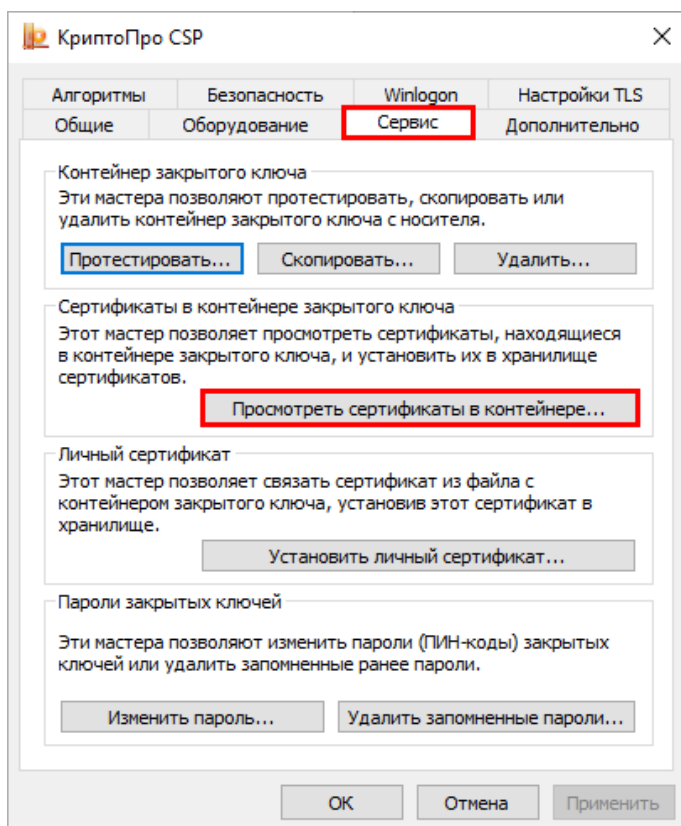 КриптоПро CSP
Алгоритмы Безопасность Winlogon Настройки TLS
Общие Оборудование Сервис Дополнительно
Контейнер закрытого ключа
Эти мастера позволяют протестировать, скопировать или
удалить контейнер закрытого ключа с носителя.
Протестировать... Скопировать... Удалить...
Сертификаты в контейнере закрытого ключа
Этот мастер позволяет просмотреть сертификаты, находящиеся
в контейнере закрытого ключа, и установить их в хранилище
сертификатов.
Просмотреть сертификаты в контейнере...
Личный сертификат
Этот мастер позволяет связать сертификат из файла с
контейнером закрытого ключа, установив этот сертификат в
хранилище.
Установить личный сертификат...
Пароли закрытых ключей
Эти мастера позволяют изменить пароли (ПИН-коды) закрытых
ключей или удалить запомненные ранее пароли.
Изменить пароль... Удалить запомненные пароли...
ОК Отмена Применить